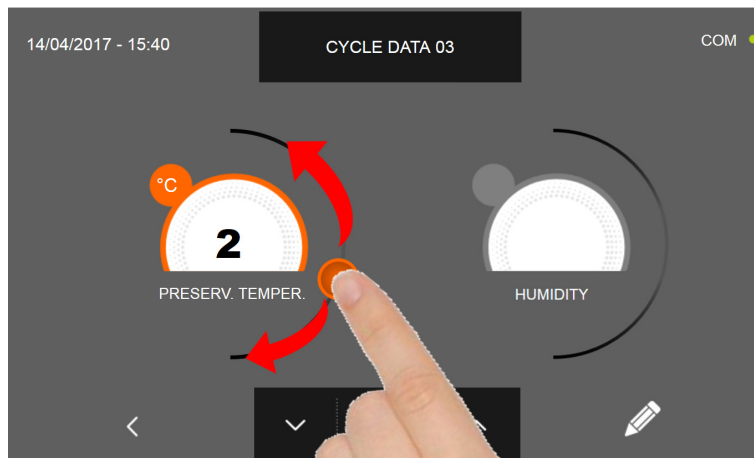 14/04/2017 - 15:40
CYCLE DATA 03
COM
°C
2
PRESERV. TEMPER.
HUMIDITY